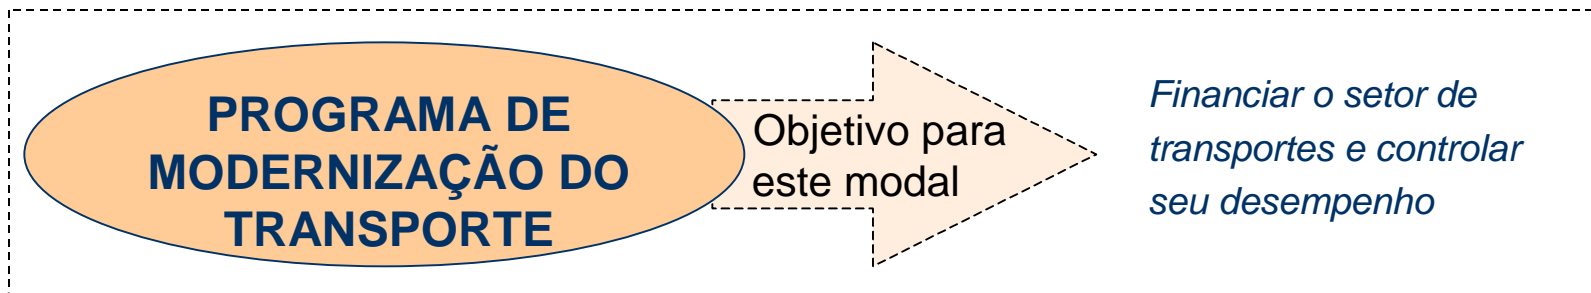 PROGRAMA DE
MODERNIZAÇÃO DO
TRANSPORTE
Objetivo para
este modal
Financiar o setor de
transportes e controlar
seu desempenho